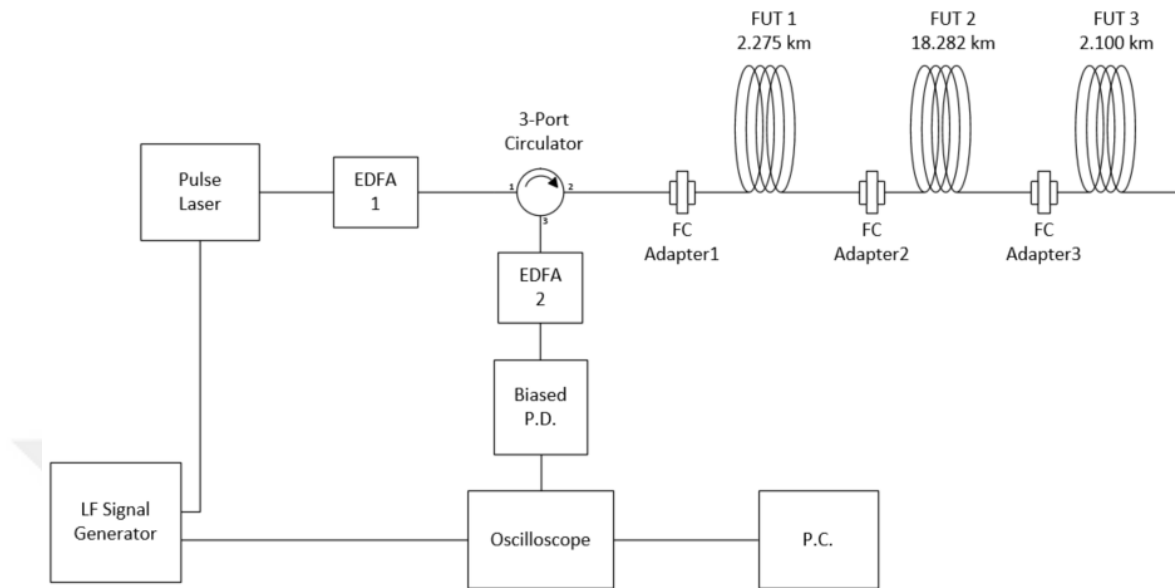 FUT 1
2.275 km
FUT 2
18.282 km
FUT 3
2.100 km
3-Port
Circulator
Pulse
Laser
EDFA
1
1
2
3
FC
Adapter1
FC
Adapter2
FC
Adapter3
EDFA
2
Biased
P.D.
LF Signal
Generator
Oscilloscope
P.C.